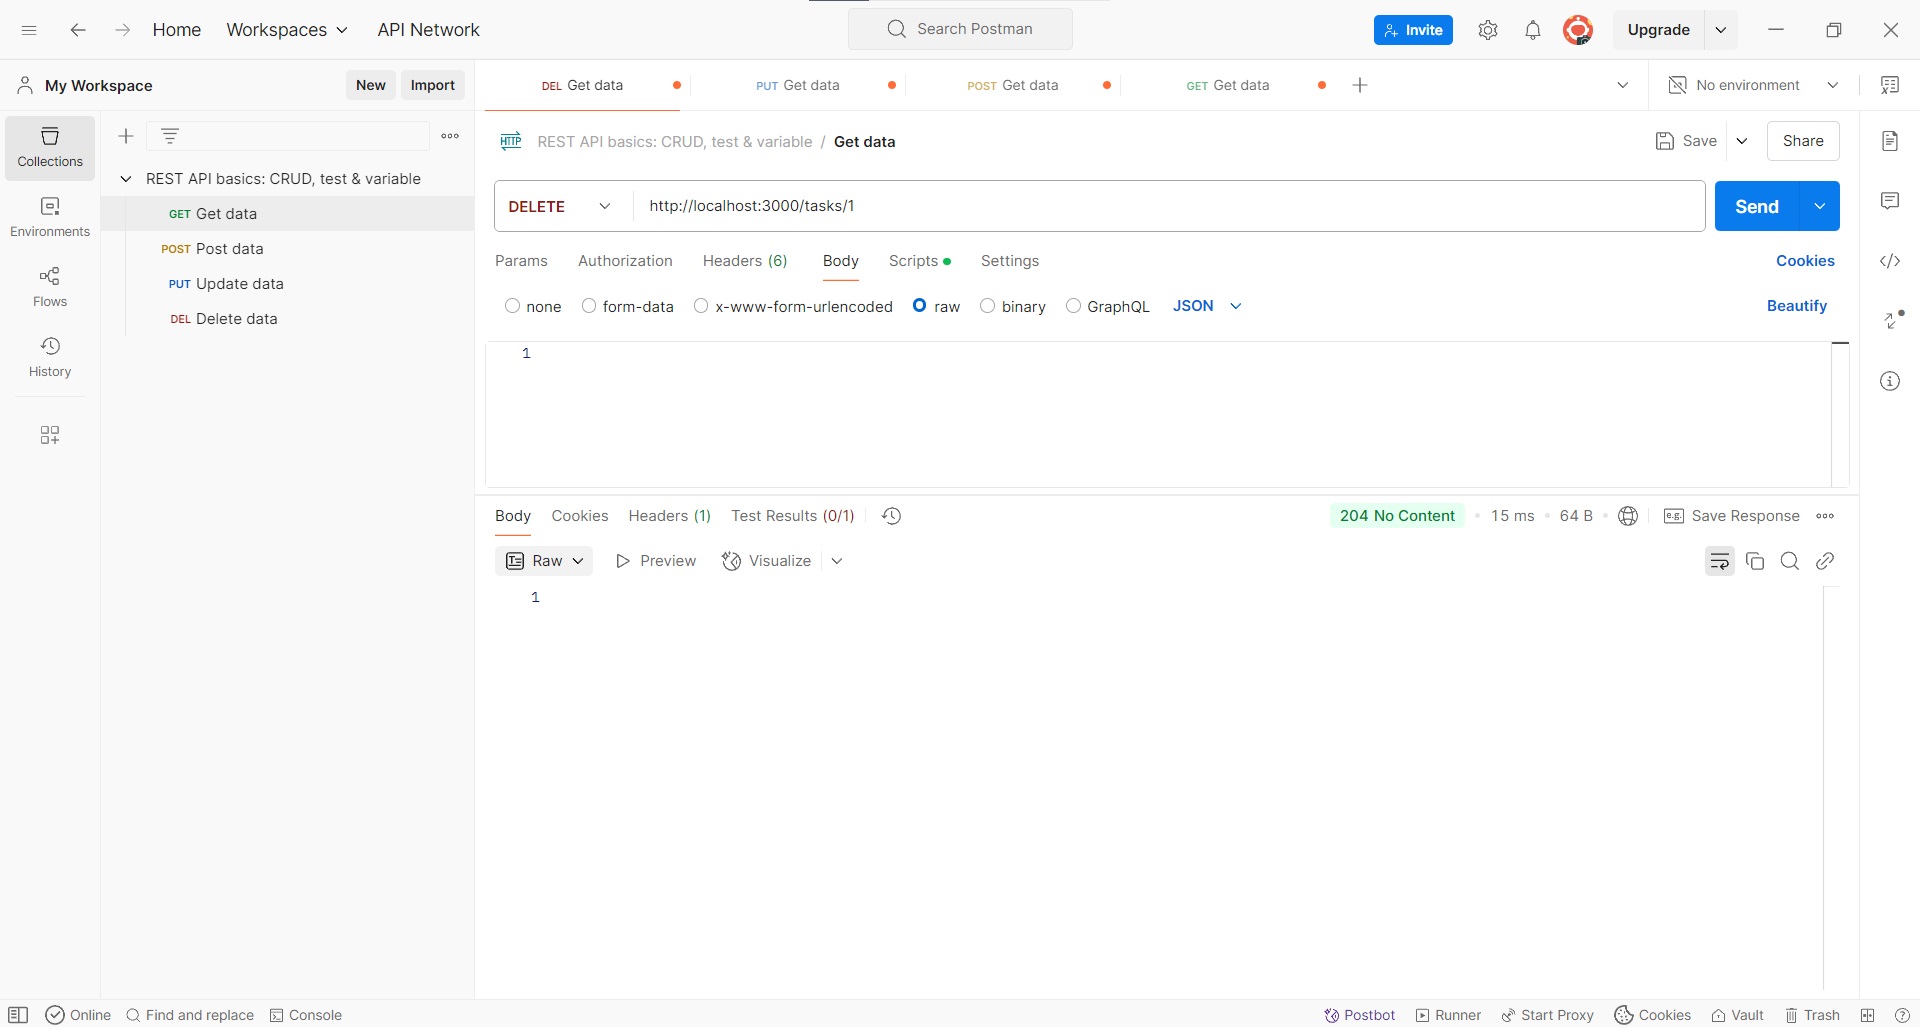 Home Workspaces API Network Search Postman Invite Upgrade
My Workspace New Import DEL Get data PUT Get data POST Get data GET Get data No environment
Collections
Environments
Flows
History
REST API basics: CRUD, test & variable
GET Get data
POST Post data
PUT Update data
DEL Delete data
HTTP REST API basics: CRUD, test & variable / Get data Save Share
DELETE http://localhost:3000/tasks/1 Send
Params Authorization Headers (6) Body Scripts Settings Cookies
none form-data x-www-form-urlencoded raw binary GraphQL JSON Beautify
1
Body Cookies Headers (1) Test Results (0/1) 204 No Content 15 ms 64 B e.g. Save Response
Raw Preview Visualize
1
Online Find and replace Console Postbot Runner Start Proxy Cookies Vault Trash